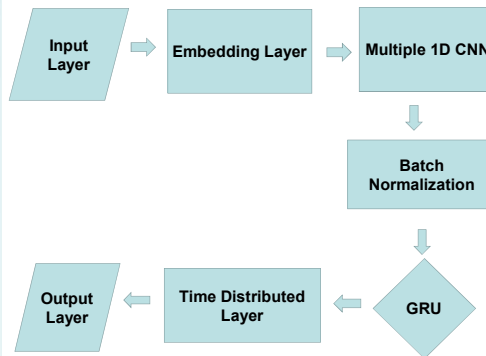 Input
Layer
Embedding Layer
Multiple 1D CNN
Batch
Normalization
GRU
Time Distributed
Layer
Output
Layer